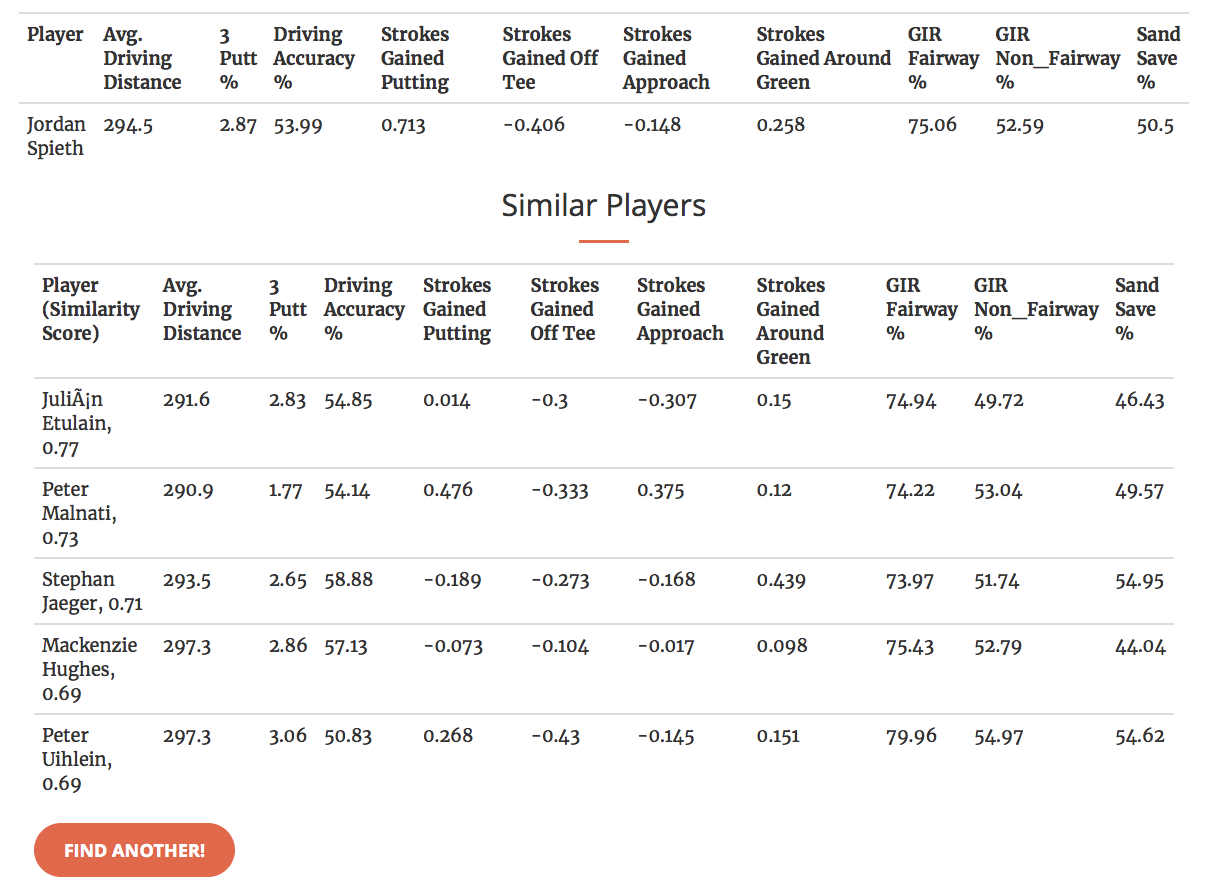 Player Avg. Driving Distance 3 Putt % Driving Accuracy % Strokes Gained Putting Strokes Gained Off Tee Strokes Gained Approach Strokes Gained Around Green GIR Fairway % GIR Non_Fairway % Sand Save %
Jordan Spieth 294.5 2.87 53.99 0.713 -0.406 -0.148 0.258 75.06 52.59 50.5
Similar Players
Player (Similarity Score) Avg. Driving Distance 3 Putt % Driving Accuracy % Strokes Gained Putting Strokes Gained Off Tee Strokes Gained Approach Strokes Gained Around Green GIR Fairway % GIR Non_Fairway % Sand Save %
JuliÃ¡n Etulain, 0.77 291.6 2.83 54.85 0.014 -0.3 -0.307 0.15 74.94 49.72 46.43
Peter Malnati, 0.73 290.9 1.77 54.14 0.476 -0.333 0.375 0.12 74.22 53.04 49.57
Stephan Jaeger, 0.71 293.5 2.65 58.88 -0.189 -0.273 -0.168 0.439 73.97 51.74 54.95
Mackenzie Hughes, 0.69 297.3 2.86 57.13 -0.073 -0.104 -0.017 0.098 75.43 52.79 44.04
Peter Uihlein, 0.69 297.3 3.06 50.83 0.268 -0.43 -0.145 0.151 79.96 54.97 54.62
FIND ANOTHER!